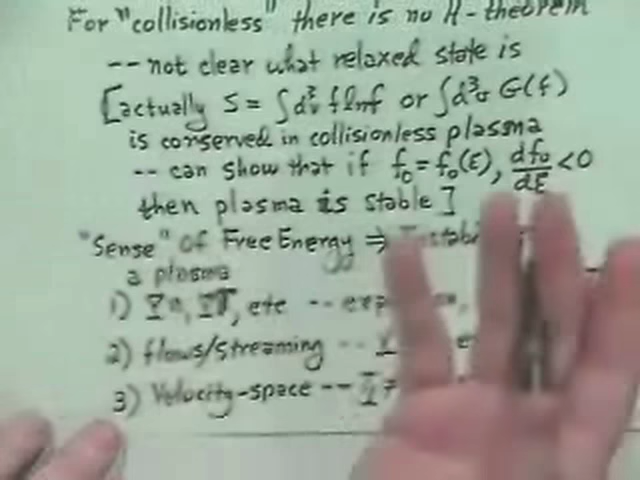 For "collisionless" there is no H-theorem
-- not clear what relaxed state is
[actually S = ∫d³v f ln f or ∫d³v G(f)
is conserved in collisionless plasma
-- can show that if f₀ = f₀(E), df₀/dE < 0
then plasma is stable]
"Sense" of Free Energy ⇒
a plasma
1) ∇n, ∇T, etc --
2) flows/streaming --
3) Velocity-space --